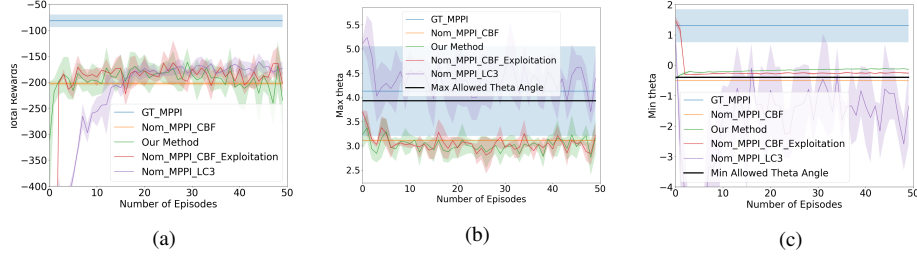 −50
−100
−150
−200
−250
−300
−350
−400
0
10
20
30
40
50
Total Rewards
Number of Episodes
GT_MPPI
Nom_MPPI_CBF
Our Method
Nom_MPPI_CBF_Exploitation
Nom_MPPI_LC3
(a)
5.5
5.0
4.5
4.0
3.5
3.0
2.5
0
10
20
30
40
50
Max theta
Number of Episodes
GT_MPPI
Nom_MPPI_CBF
Our Method
Nom_MPPI_CBF_Exploitation
Nom_MPPI_LC3
Max Allowed Theta Angle
(b)
2
1
0
−1
−2
−3
−4
0
10
20
30
40
50
Min theta
Number of Episodes
GT_MPPI
Nom_MPPI_CBF
Our Method
Nom_MPPI_CBF_Exploitation
Nom_MPPI_LC3
Min Allowed Theta Angle
(c)